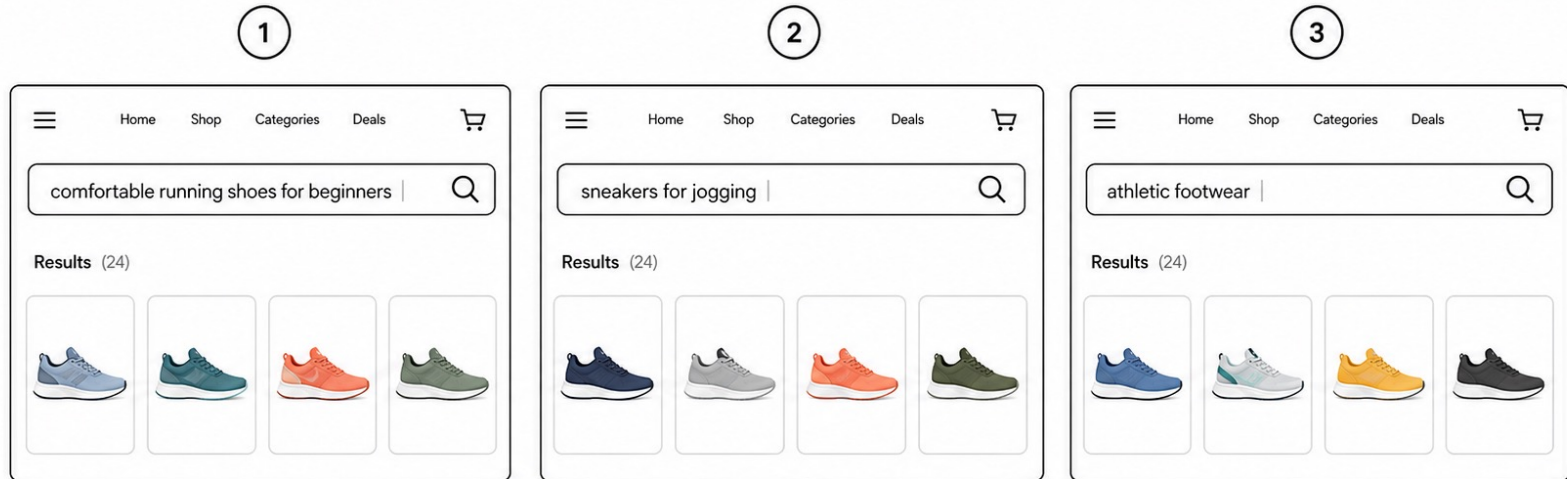 1
2
3
Home Shop Categories Deals
Home Shop Categories Deals
Home Shop Categories Deals
comfortable running shoes for beginners
sneakers for jogging
athletic footwear
Results (24)
Results (24)
Results (24)